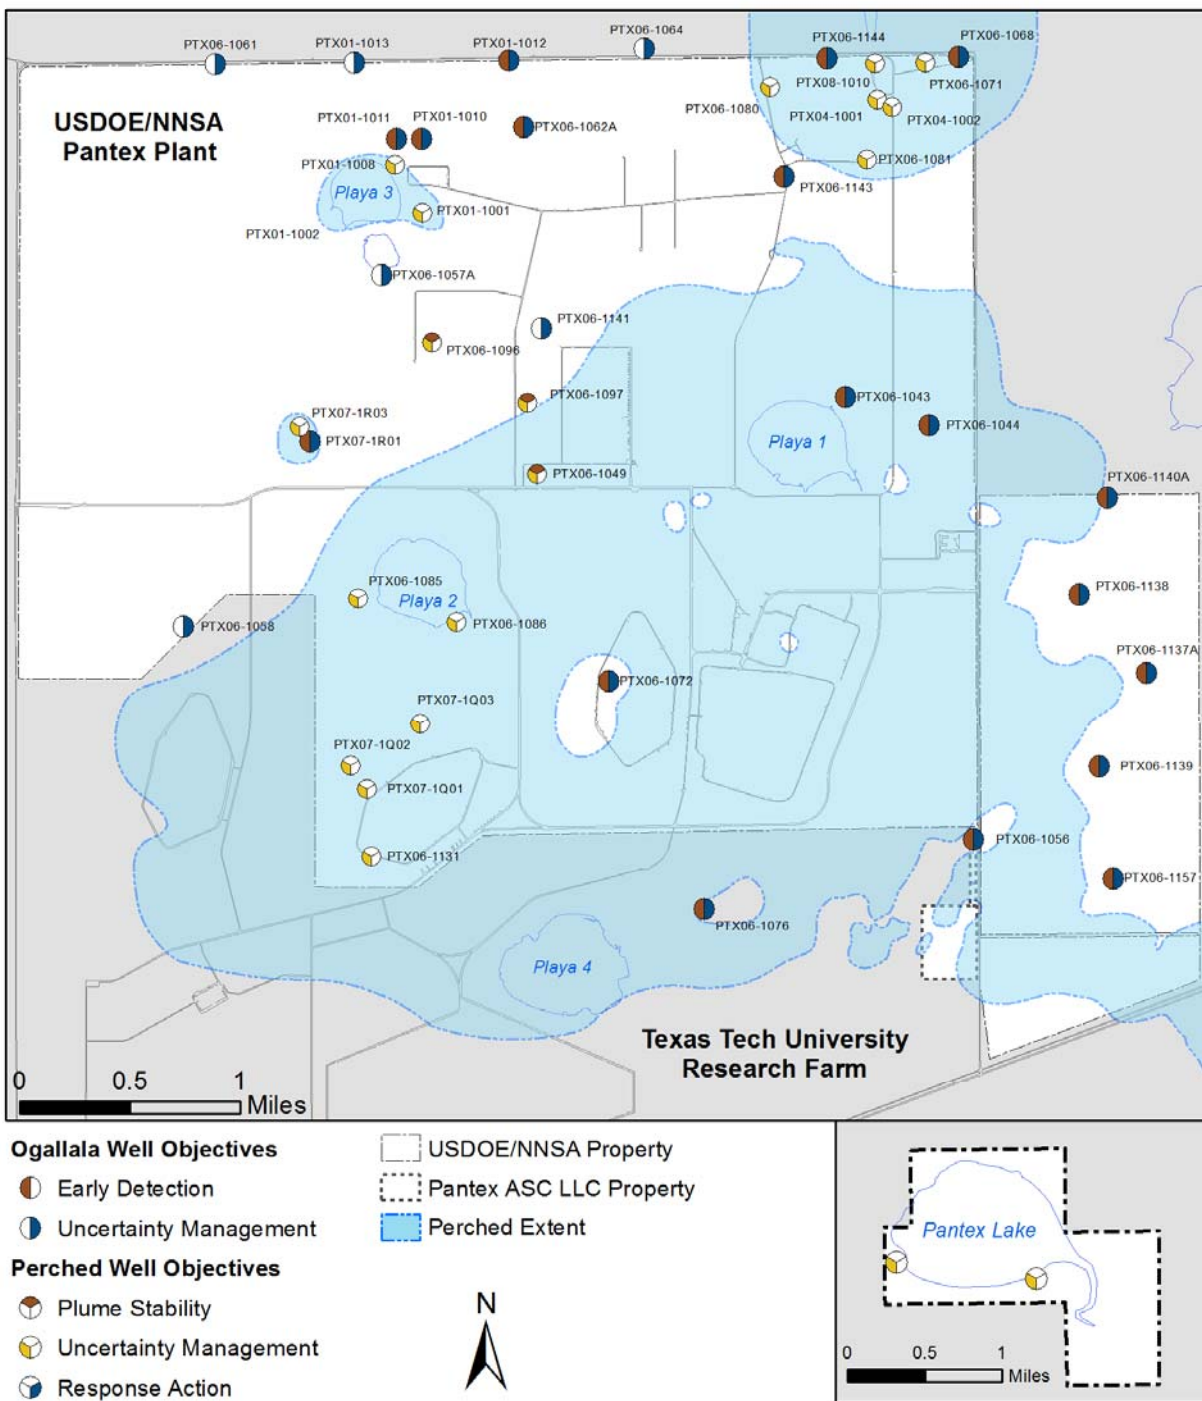 PTX06-1061
PTX01-1013
PTX01-1012
PTX06-1064
PTX06-1144
PTX06-1068
USDOE/NNSA
Pantex Plant
PTX08-1010
PTX06-1071
PTX06-1080
PTX04-1001
PTX04-1002
PTX01-1011
PTX01-1010
PTX06-1062A
PTX01-1008
PTX06-1081
PTX06-1143
Playa 3
PTX01-1001
PTX01-1002
PTX06-1057A
PTX06-1141
PTX06-1096
PTX06-1097
PTX06-1043
PTX07-1R03
PTX07-1R01
Playa 1
PTX06-1044
PTX06-1049
PTX06-1140A
PTX06-1085
Playa 2
PTX06-1086
PTX06-1138
PTX06-1058
PTX06-1137A
PTX06-1072
PTX07-1Q03
PTX07-1Q02
PTX07-1Q01
PTX06-1139
PTX06-1056
PTX06-1131
PTX06-1157
PTX06-1076
Playa 4
Texas Tech University
Research Farm
0 0.5 1
Miles
Ogallala Well Objectives
Early Detection
Uncertainty Management
Perched Well Objectives
Plume Stability
Uncertainty Management
Response Action
USDOE/NNSA Property
Pantex ASC LLC Property
Perched Extent
N
Pantex Lake
0 0.5 1
Miles